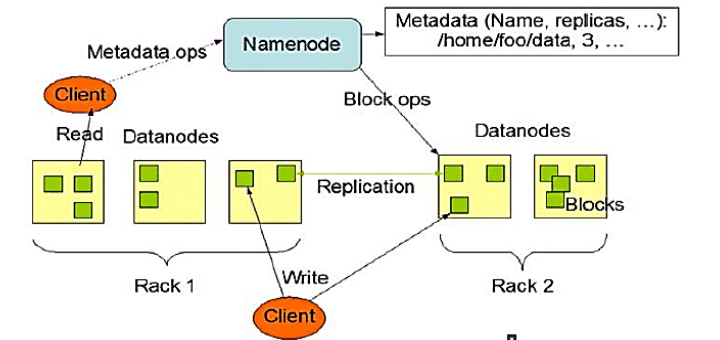 Metadata (Name, replicas, ...):
/home/foo/data, 3, ...
Namenode
Metadata ops
Client
Block ops
Read
Datanodes
Datanodes
Replication
Blocks
Rack 1
Write
Rack 2
Client